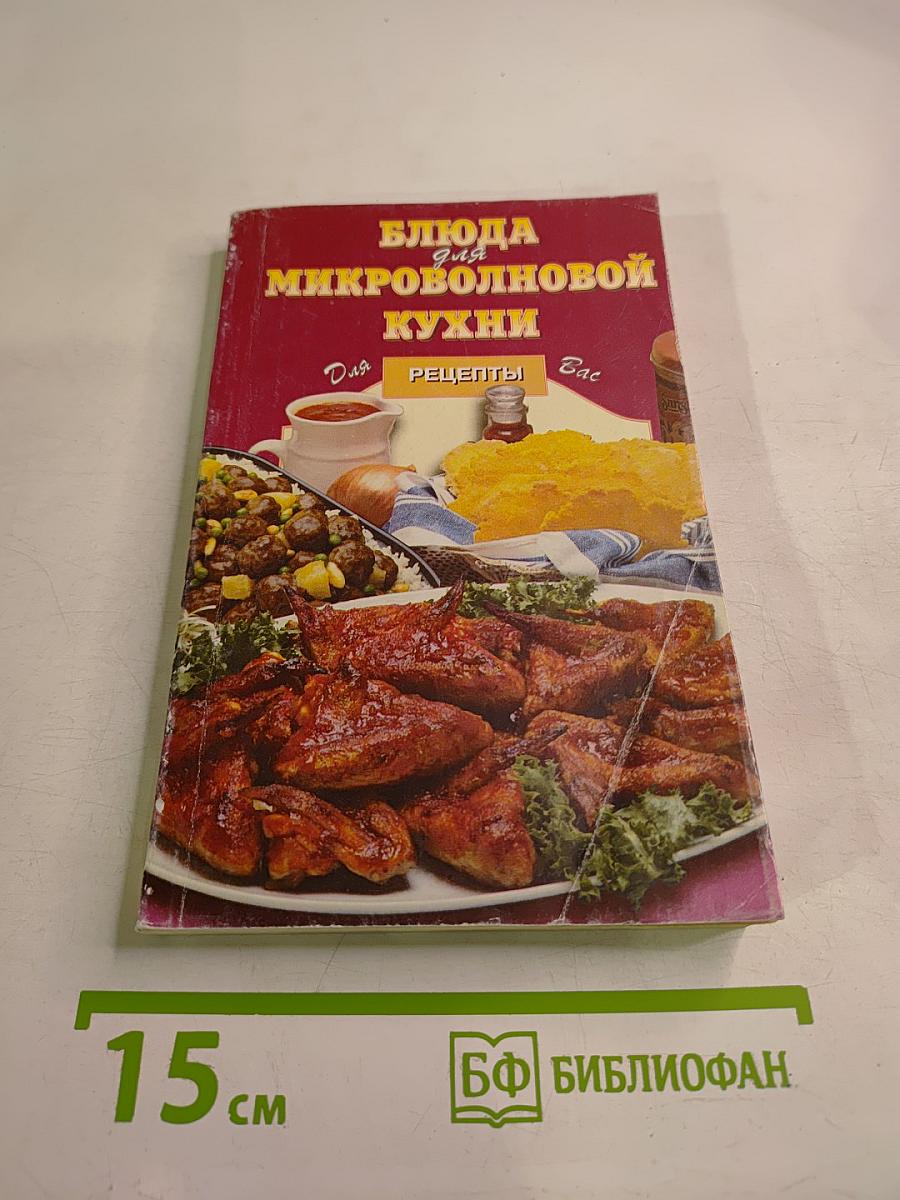 БЛЮДА
для
МИКРОВОЛНОВОЙ
КУХНИ
Для РЕЦЕПТЫ Вас
15 см
БФ БИБЛИОФАН